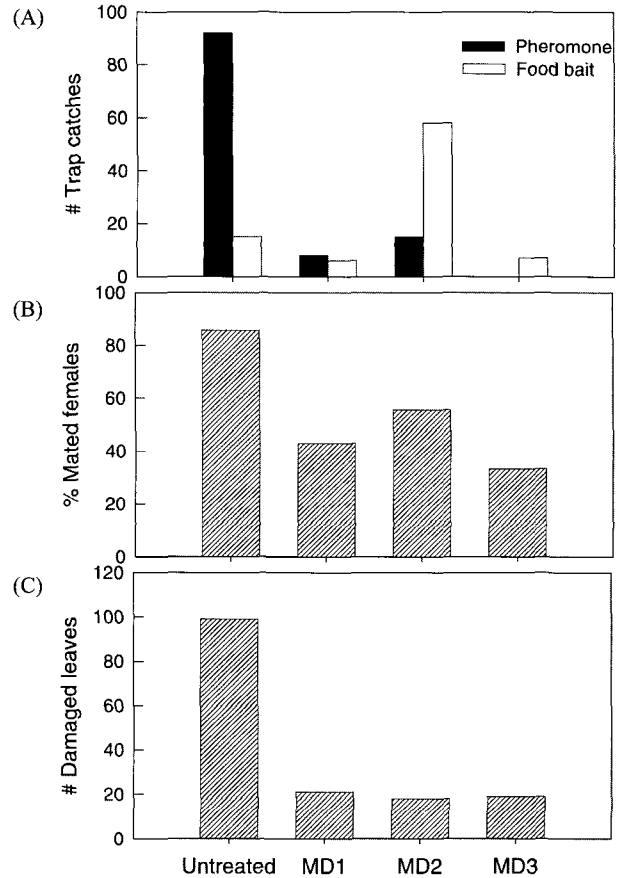 (A)
100
80
60
40
20
0
# Trap catches
Pheromone
Food bait
(B)
100
80
60
40
20
0
% Mated females
(C)
120
100
80
60
40
20
0
# Damaged leaves
Untreated MD1 MD2 MD3